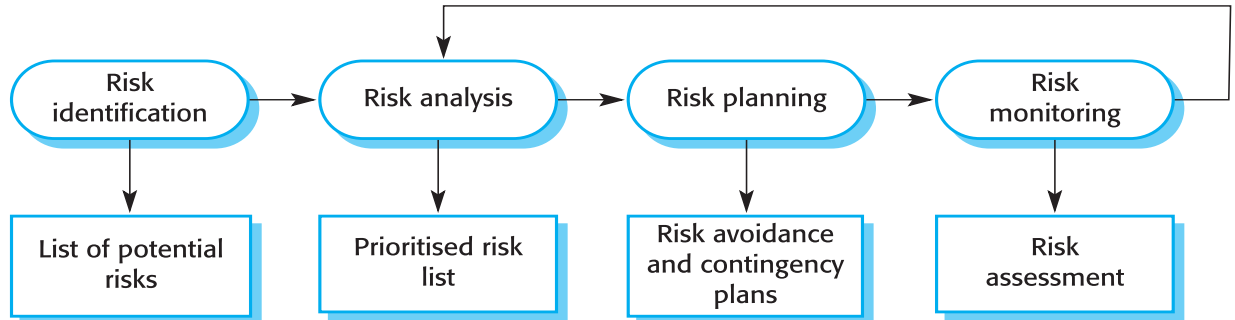 Risk
identification
Risk analysis
Risk planning
Risk
monitoring
List of potential
risks
Prioritised risk
list
Risk avoidance
and contingency
plans
Risk
assessment